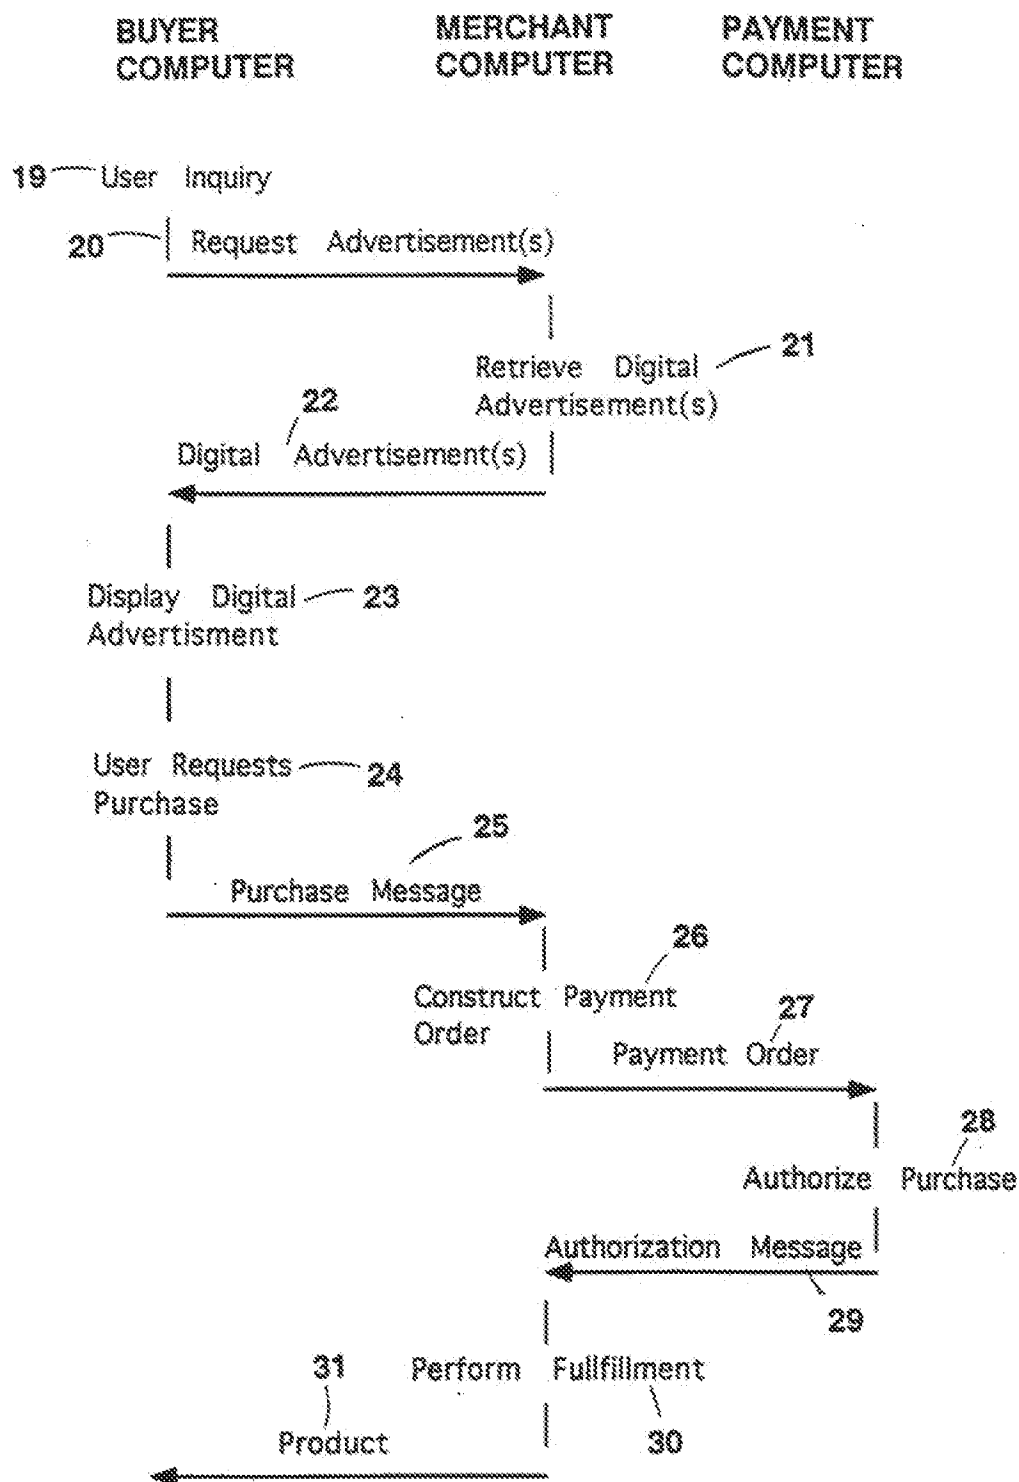 BUYER COMPUTER
MERCHANT COMPUTER
PAYMENT COMPUTER
19 User Inquiry
20 Request Advertisement(s)
Retrieve Digital 21
Advertisement(s)
22
Digital Advertisement(s)
Display Digital 23
Advertisment
User Requests 24
Purchase
25
Purchase Message
26
Construct Payment
Order
27
Payment Order
28
Authorize Purchase
Authorization Message
29
31
Perform Fullfillment
Product
30